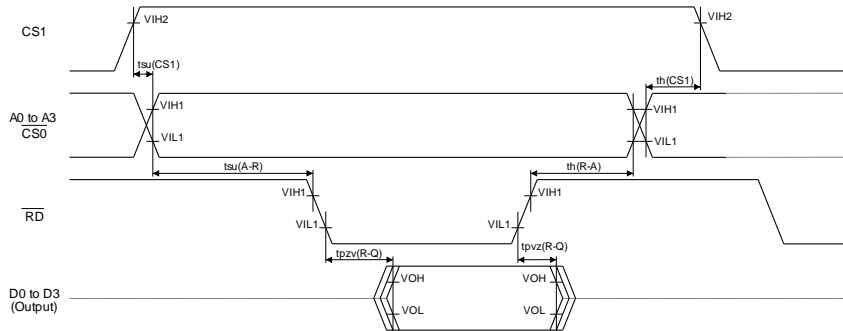 CS1
VIH2
VIH2
tsu(CS1)
th(CS1)
A0 to A3
CS0
VIH1
VIH1
VIL1
VIL1
tsu(A-R)
th(R-A)
RD
VIH1
VIH1
VIL1
VIL1
tpzv(R-Q)
tpvz(R-Q)
D0 to D3
(Output)
VOH
VOH
VOL
VOL